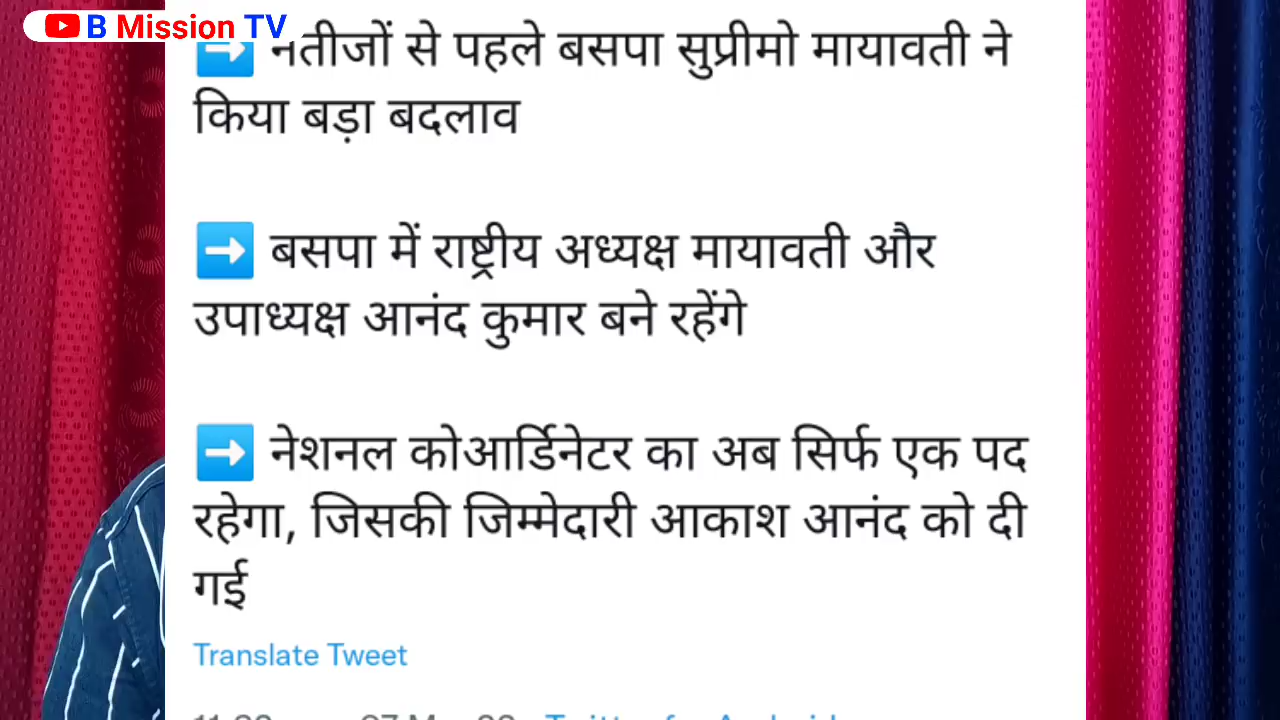 B Mission TV
➡️ नतीजों से पहले बसपा सुप्रीमो मायावती ने
किया बड़ा बदलाव
➡️ बसपा में राष्ट्रीय अध्यक्ष मायावती और
उपाध्यक्ष आनंद कुमार बने रहेंगे
➡️ नेशनल कोआर्डिनेटर का अब सिर्फ एक पद
रहेगा, जिसकी जिम्मेदारी आकाश आनंद को दी
गई
Translate Tweet